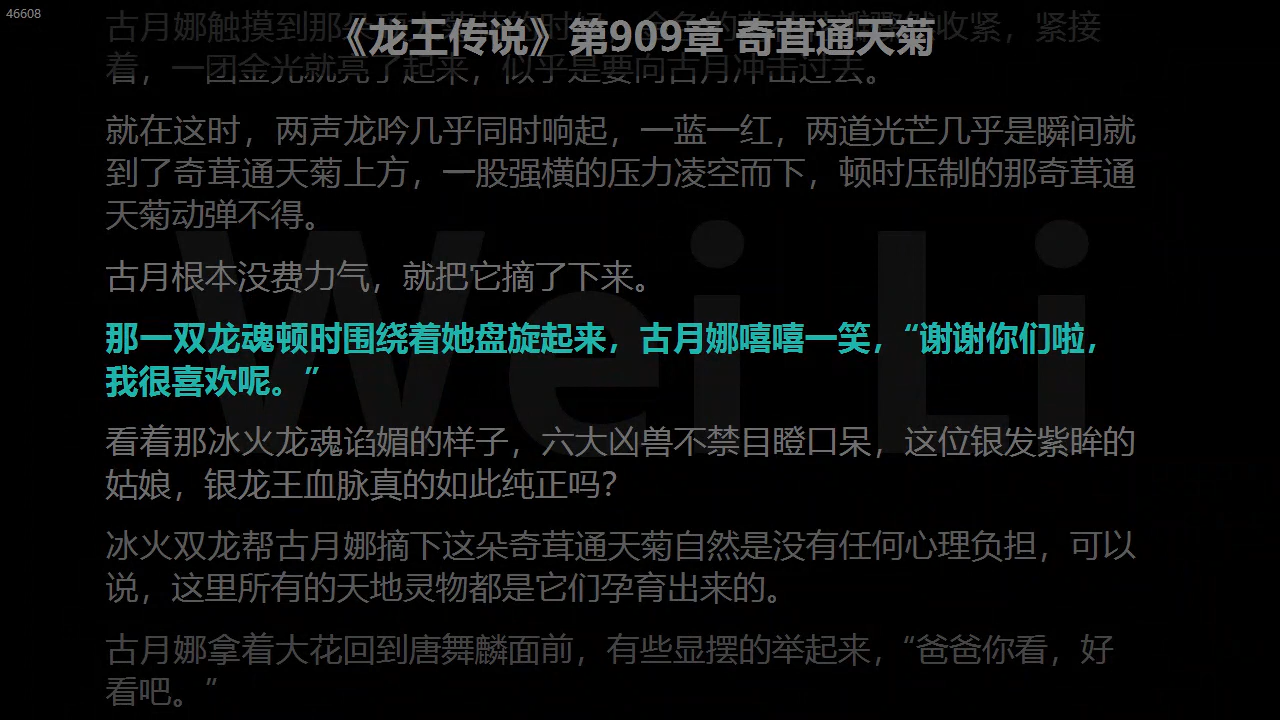 46608
《龙王传说》第909章 奇茸通天菊
古月娜触摸到那
收紧，紧接
着，一团金光就亮了起来，似乎是要向古月冲击过去。
就在这时，两声龙吟几乎同时响起，一蓝一红，两道光芒几乎是瞬间就
到了奇茸通天菊上方，一股强横的压力凌空而下，顿时压制的那奇茸通
天菊动弹不得。
古月根本没费力气，就把它摘了下来。
那一双龙魂顿时围绕着她盘旋起来，古月娜嘻嘻一笑，“谢谢你们啦，
我很喜欢呢。”
看着那冰火龙魂谄媚的样子，六大凶兽不禁目瞪口呆，这位银发紫眸的
姑娘，银龙王血脉真的如此纯正吗？
冰火双龙帮古月娜摘下这朵奇茸通天菊自然是没有任何心理负担，可以
说，这里所有的天地灵物都是它们孕育出来的。
古月娜拿着大花回到唐舞麟面前，有些显摆的举起来，“爸爸你看，好
看吧。”
Wei Li